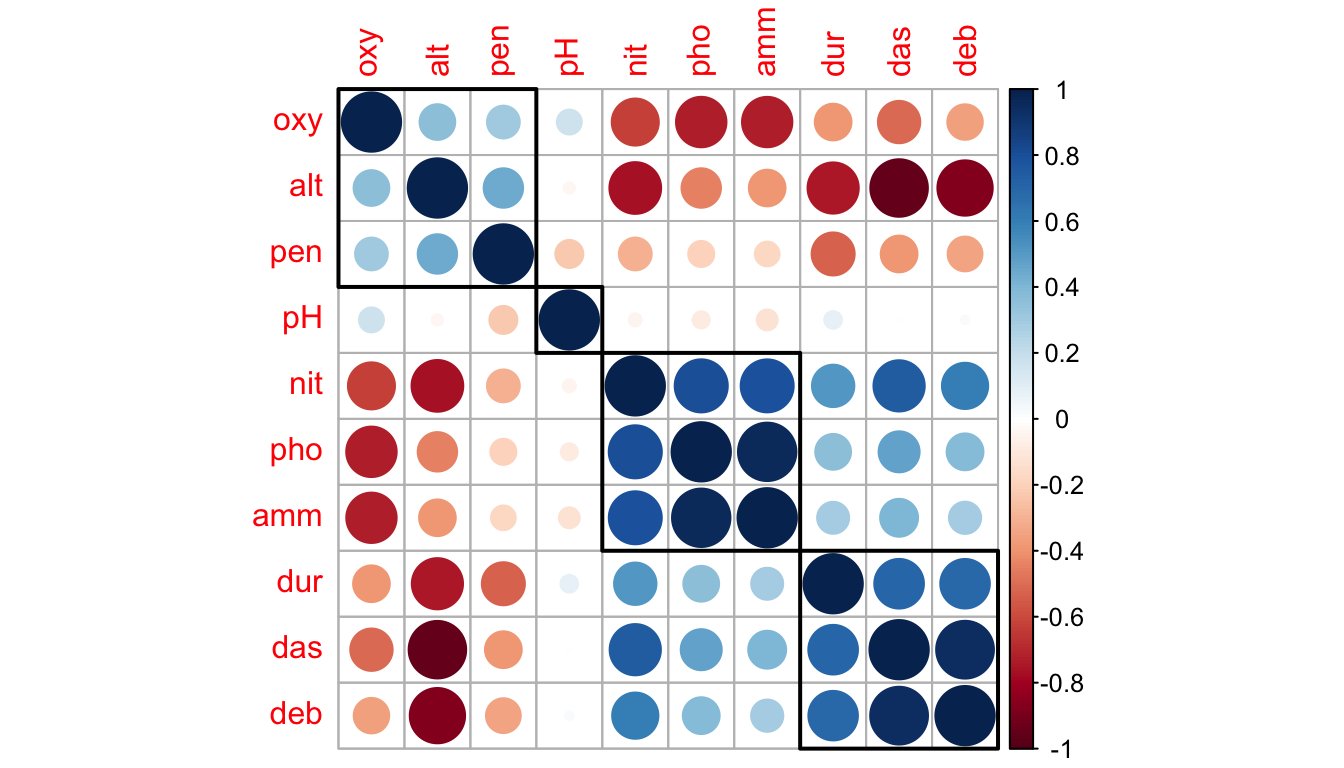 oxy alt pen pH nit pho amm dur das deb
oxy
alt
pen
pH
nit
pho
amm
dur
das
deb
1
0.8
0.6
0.4
0.2
0
-0.2
-0.4
-0.6
-0.8
-1